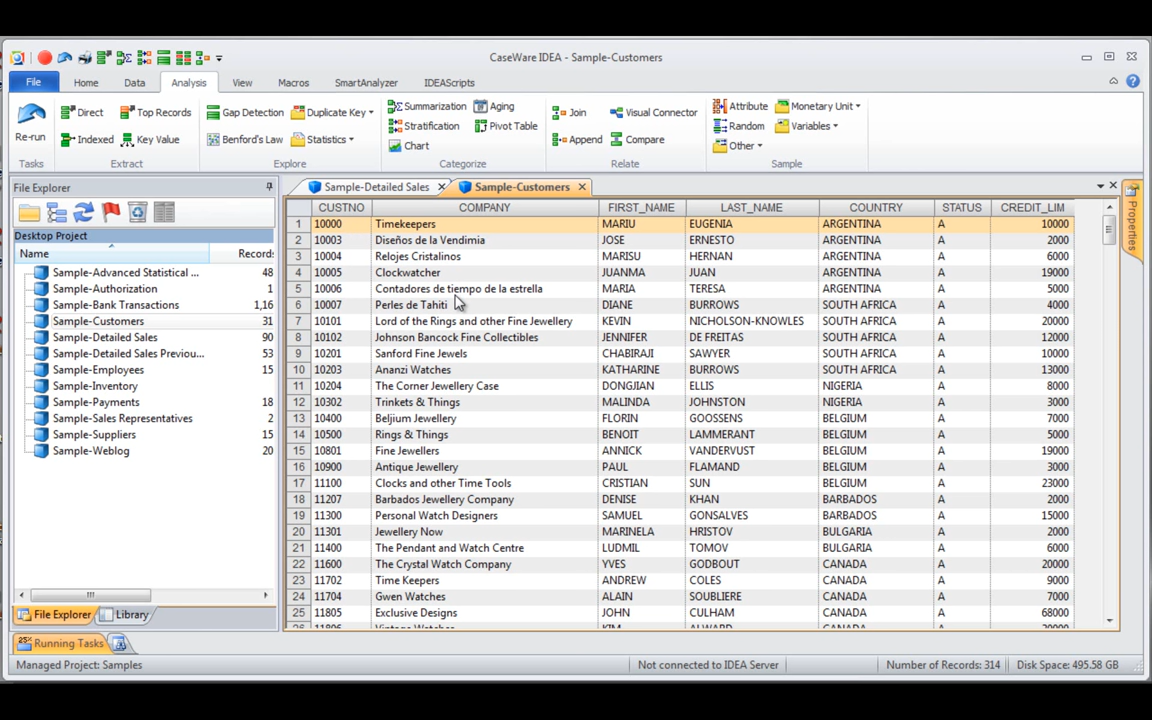 CaseWare IDEA - Sample-Customers
File Home Data Analysis View Macros SmartAnalyzer IDEAScripts
Re-run
Tasks
Direct Top Records
Indexed Key Value
Extract
Gap Detection Duplicate Key
Benford's Law Statistics
Explore
Summarization Aging
Stratification Pivot Table
Chart
Categorize
Join Visual Connector
Append Compare
Relate
Attribute Monetary Unit
Random Variables
Other
Sample
File Explorer
Desktop Project
Name Records
Sample-Advanced Statistical ... 48
Sample-Authorization 1
Sample-Bank Transactions 1,16
Sample-Customers 31
Sample-Detailed Sales 90
Sample-Detailed Sales Previou... 53
Sample-Employees 15
Sample-Inventory
Sample-Payments 18
Sample-Sales Representatives 2
Sample-Suppliers 15
Sample-Weblog 20
File Explorer Library
Sample-Detailed Sales Sample-Customers
Properties
CUSTNO COMPANY FIRST_NAME LAST_NAME COUNTRY STATUS CREDIT_LIM
1 10000 Timekeepers MARIU EUGENIA ARGENTINA A 10000
2 10003 Diseños de la Vendimia JOSE ERNESTO ARGENTINA A 2000
3 10004 Relojes Cristalinos MARISU HERNAN ARGENTINA A 6000
4 10005 Clockwatcher JUANMA JUAN ARGENTINA A 19000
5 10006 Contadores de tiempo de la estrella MARIA TERESA ARGENTINA A 5000
6 10007 Perles de Tahiti DIANE BURROWS SOUTH AFRICA A 4000
7 10101 Lord of the Rings and other Fine Jewellery KEVIN NICHOLSON-KNOWLES SOUTH AFRICA A 20000
8 10102 Johnson Bancock Fine Collectibles JENNIFER DE FREITAS SOUTH AFRICA A 12000
9 10201 Sanford Fine Jewels CHABIRAJI SAWYER SOUTH AFRICA A 10000
10 10203 Ananzi Watches KATHARINE BURROWS SOUTH AFRICA A 13000
11 10204 The Corner Jewellery Case DONGJIAN ELLIS NIGERIA A 8000
12 10302 Trinkets & Things MALINDA JOHNSTON NIGERIA A 3000
13 10400 Beljium Jewellery FLORIN GOOSSENS BELGIUM A 7000
14 10500 Rings & Things BENOIT LAMMERANT BELGIUM A 5000
15 10801 Fine Jewellers ANNICK VANDERVUST BELGIUM A 19000
16 10900 Antique Jewellery PAUL FLAMAND BELGIUM A 3000
17 11100 Clocks and other Time Tools CRISTIAN SUN BELGIUM A 23000
18 11207 Barbados Jewellery Company DENISE KHAN BARBADOS A 2000
19 11300 Personal Watch Designers SAMUEL GONSALVES BARBADOS A 15000
20 11301 Jewellery Now MARINELA HRISTOV BULGARIA A 2000
21 11400 The Pendant and Watch Centre LUDMIL TOMOV BULGARIA A 6000
22 11600 The Crystal Watch Company YVES GODBOUT CANADA A 20000
23 11702 Time Keepers ANDREW COLES CANADA A 9000
24 11704 Gwen Watches ALAIN SOUBLIERE CANADA A 7000
25 11805 Exclusive Designs JOHN CULHAM CANADA A 68000
Running Tasks
Managed Project: Samples Not connected to IDEA Server Number of Records: 314 Disk Space: 495.58 GB